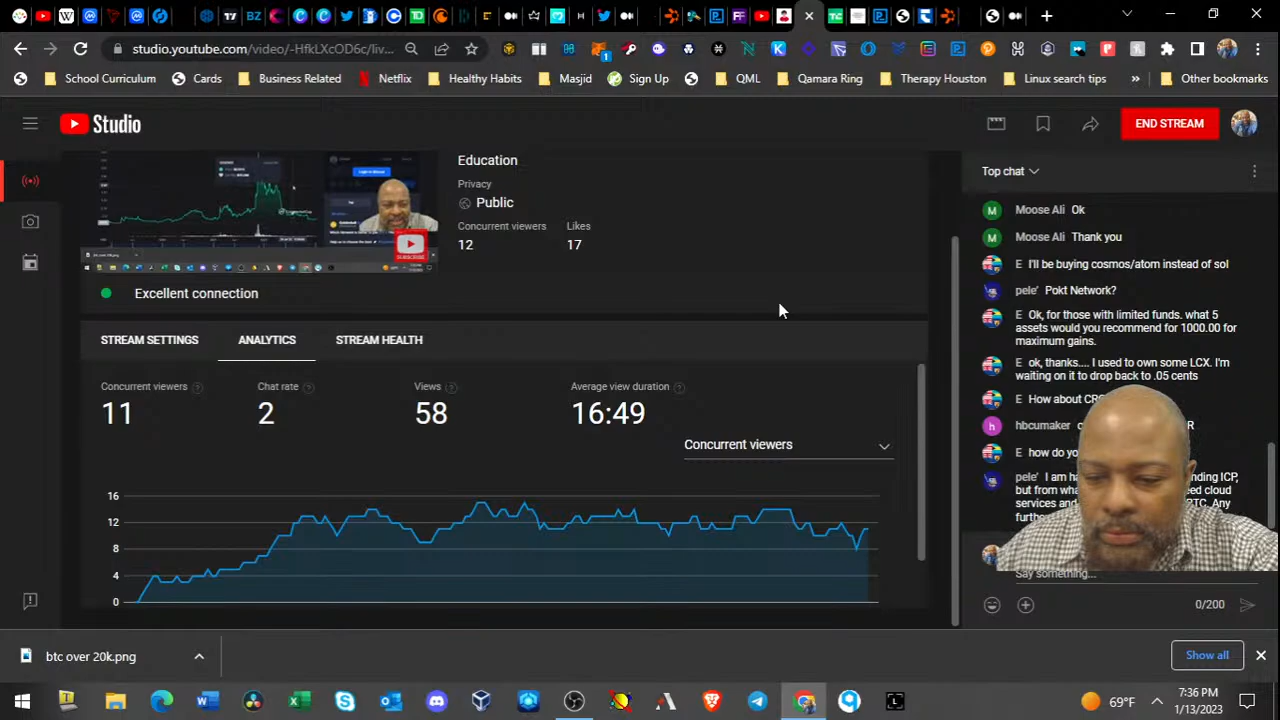 studio.youtube.com/video/-HfkLXcOD6c/liv...
School Curriculum
Cards
Business Related
Netflix
Healthy Habits
Masjid
Sign Up
QML
Qamara Ring
Therapy Houston
Linux search tips
»
Other bookmarks
Studio
END STREAM
Education
Privacy
Public
Concurrent viewers
Likes
12
17
Excellent connection
STREAM SETTINGS
ANALYTICS
STREAM HEALTH
Concurrent viewers
Chat rate
Views
Average view duration
11
2
58
16:49
Concurrent viewers
16
12
8
4
0
Top chat
Moose Ali Ok
Moose Ali Thank you
E I'll be buying cosmos/atom instead of sol
pele' Pokt Network?
E Ok, for those with limited funds. what 5
assets would you recommend for 1000.00 for
maximum gains.
E ok, thanks.... I used to own some LCX. I'm
waiting on it to drop back to .05 cents
E How about
hbcumaker
E how do
pele' I am
ICP,
but from
cloud
services and
Any
Say something...
0/200
btc over 20k.png
Show all
69°F
7:36 PM
1/13/2023